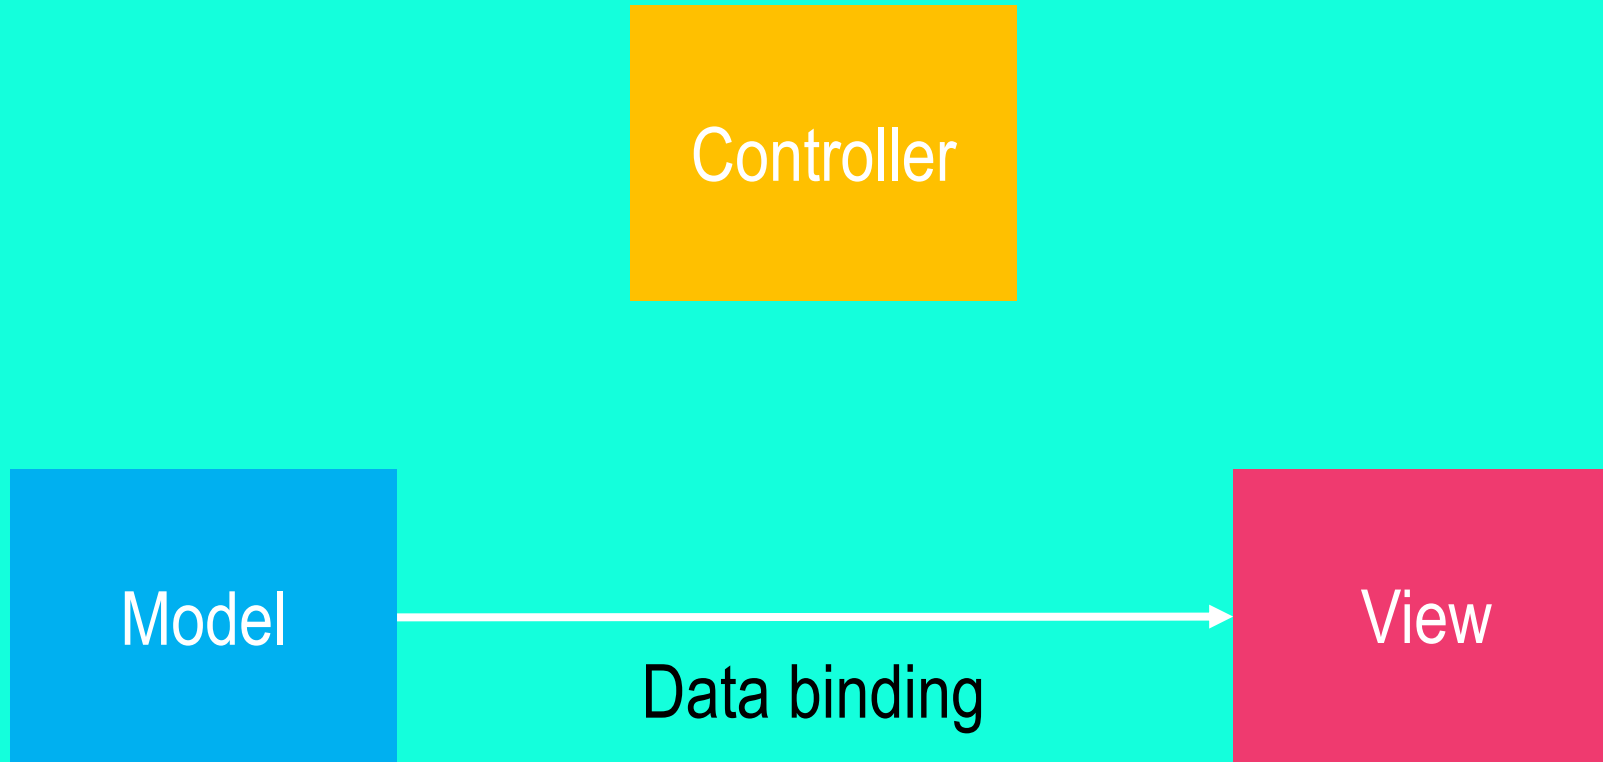 Controller
Model
View
Data binding